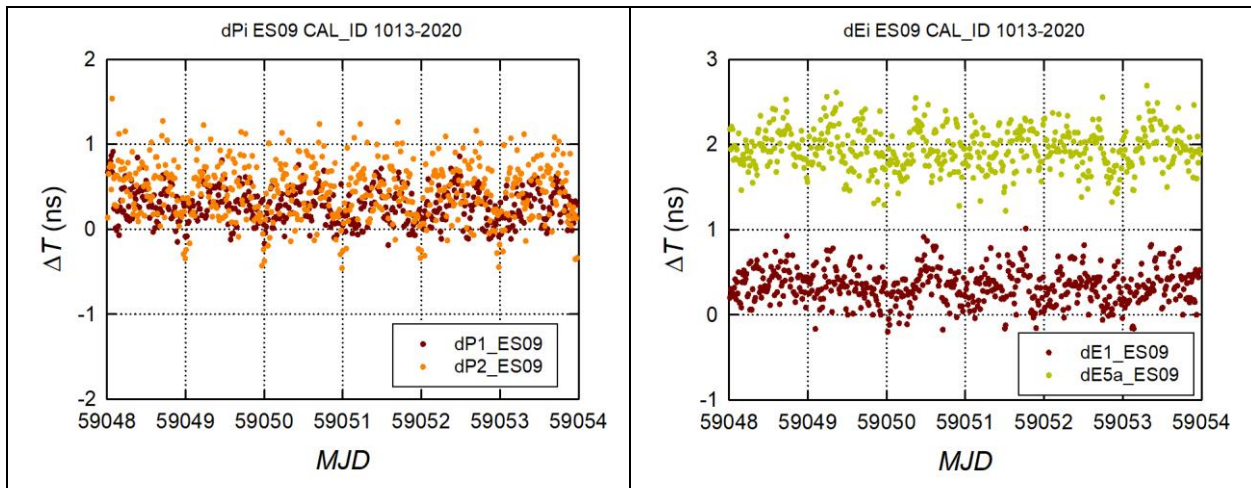 dPi ES09 CAL_ID 1013-2020
2
1
0
-1
-2
ΔT (ns)
dP1_ES09
dP2_ES09
59048 59049 59050 59051 59052 59053 59054
MJD
dEi ES09 CAL_ID 1013-2020
3
2
1
0
-1
ΔT (ns)
dE1_ES09
dE5a_ES09
59048 59049 59050 59051 59052 59053 59054
MJD